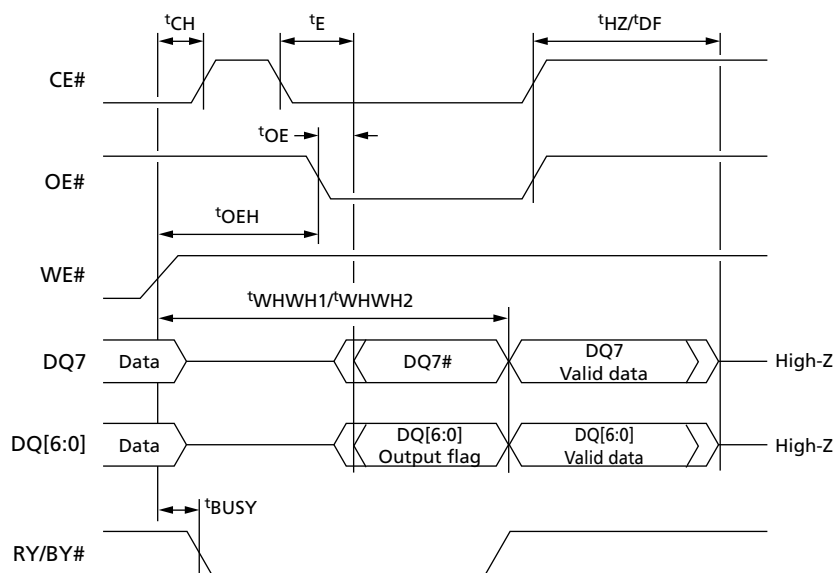 tCH
tE
tHZ/tDF
CE#
tOE
OE#
tOEH
WE#
tWHWH1/tWHWH2
DQ7
Data
DQ7#
DQ7
Valid data
High-Z
DQ[6:0]
Data
DQ[6:0]
Output flag
DQ[6:0]
Valid data
High-Z
tBUSY
RY/BY#